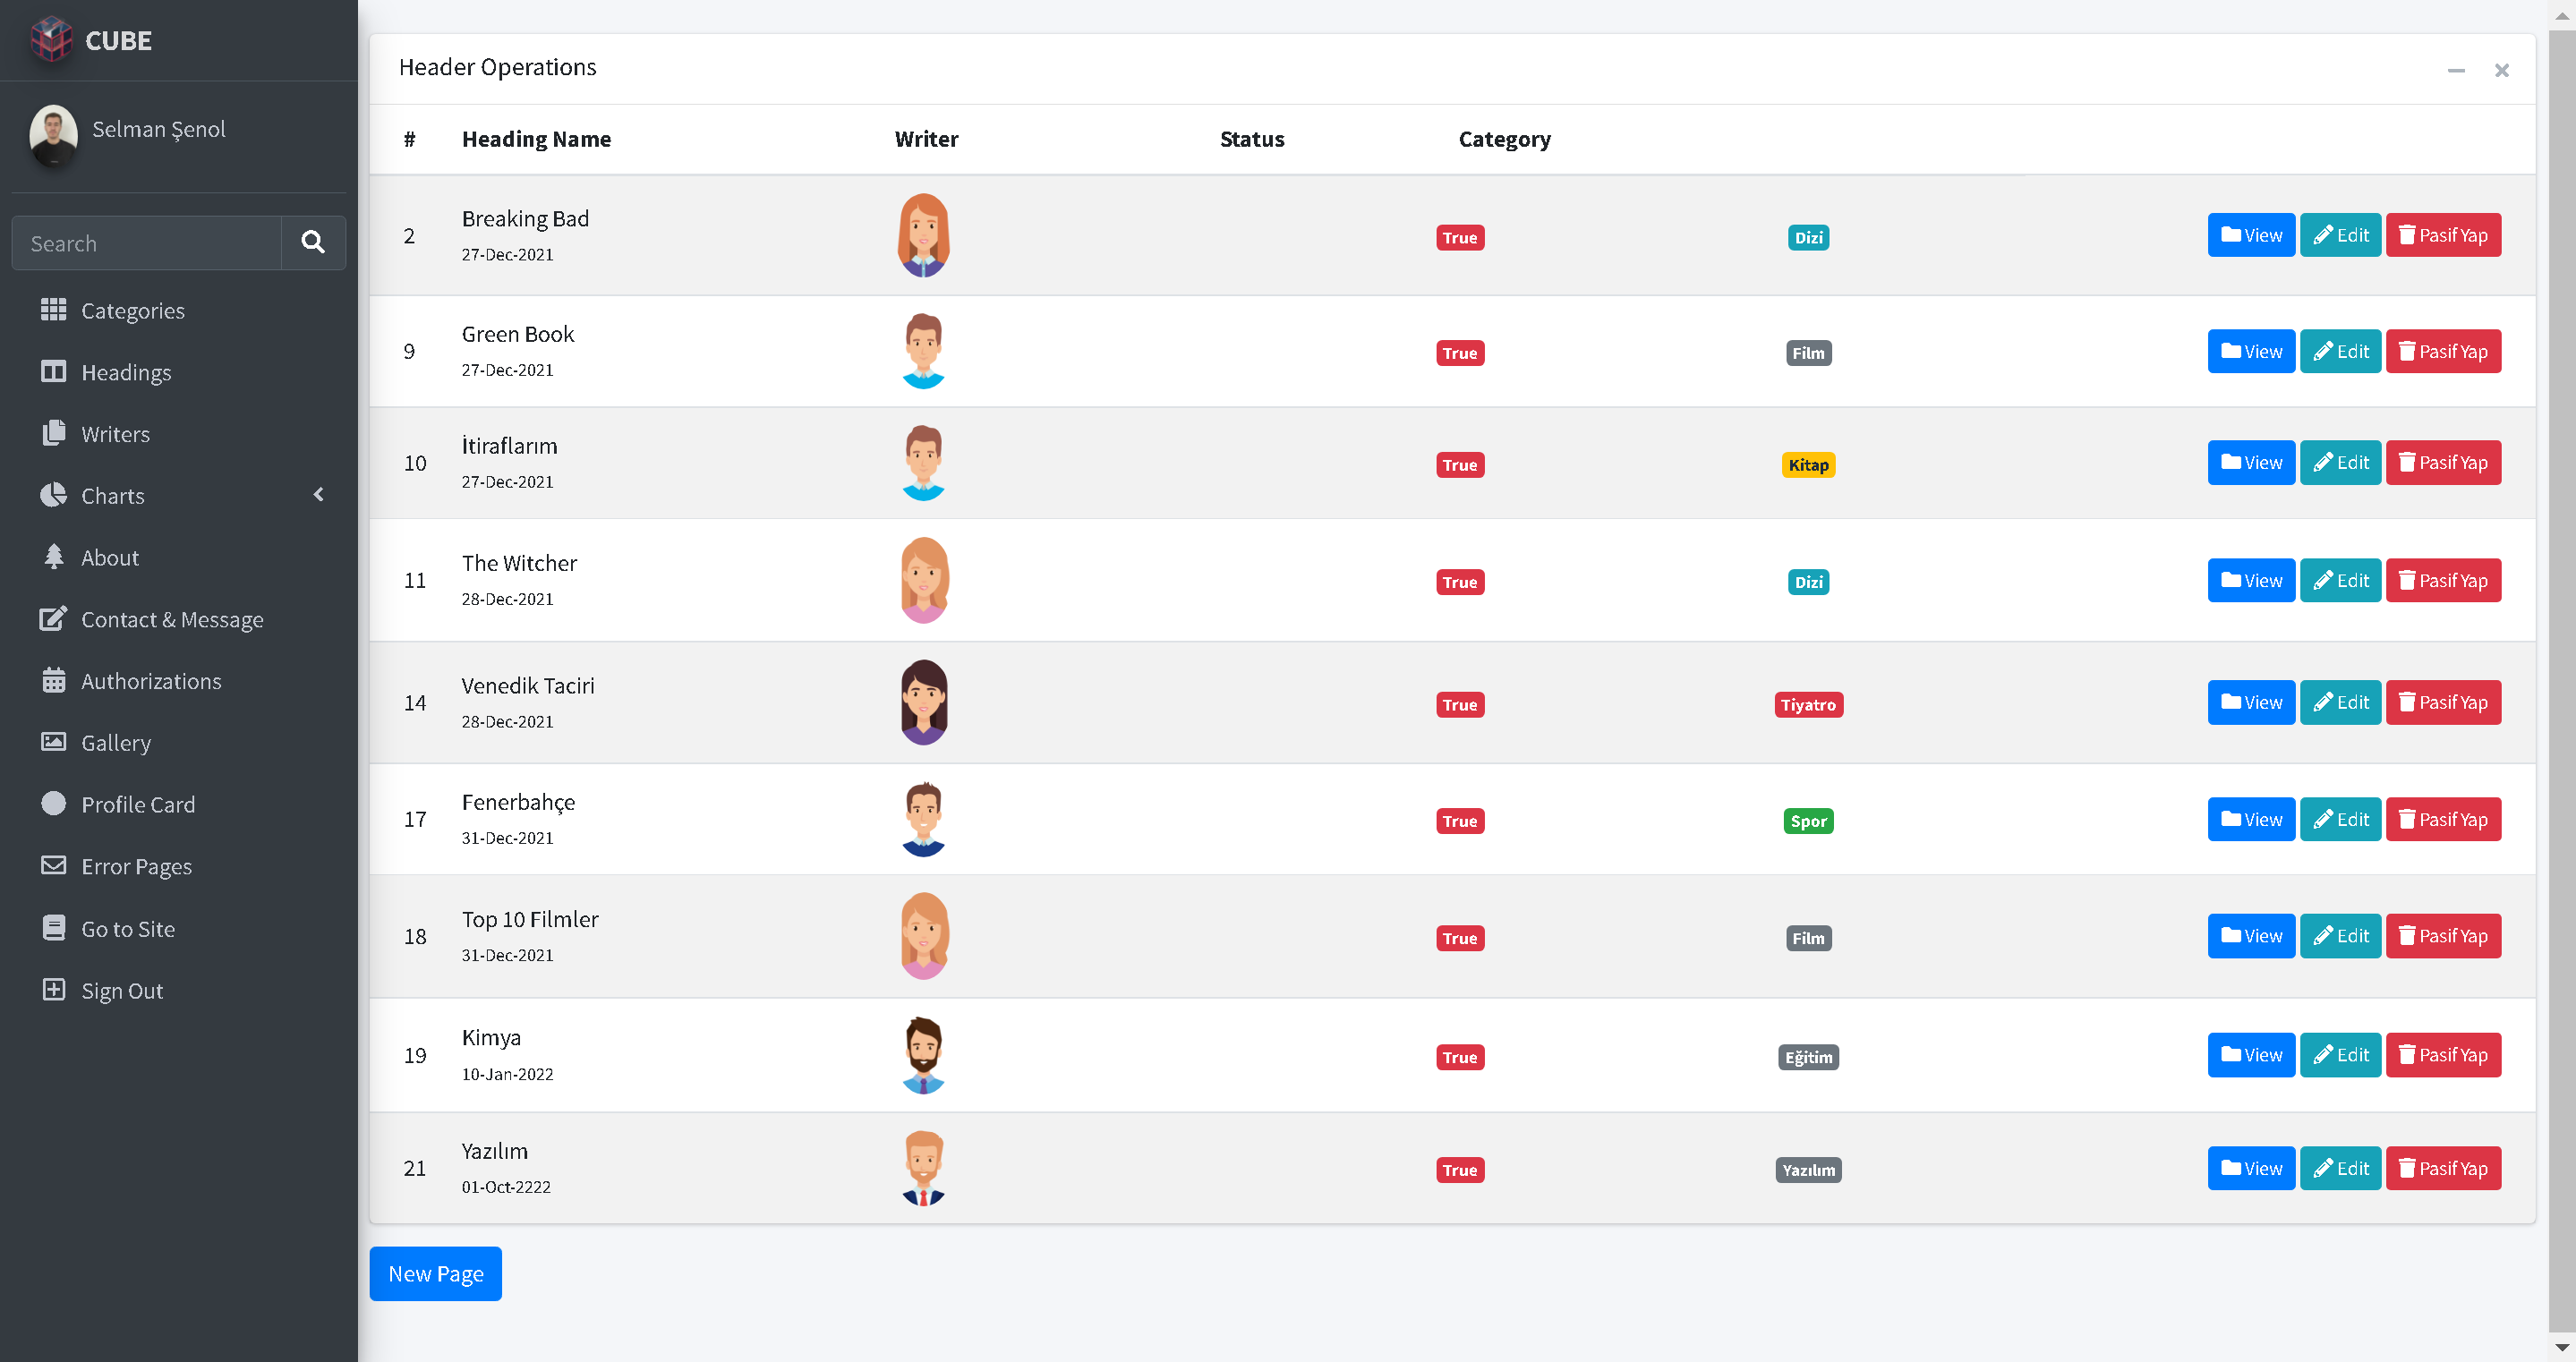 CUBE
Selman Şenol
Search
Categories
Headings
Writers
Charts
About
Contact & Message
Authorizations
Gallery
Profile Card
Error Pages
Go to Site
Sign Out
Header Operations
# Heading Name Writer Status Category
2 Breaking Bad 27-Dec-2021 True Dizi View Edit Pasif Yap
9 Green Book 27-Dec-2021 True Film View Edit Pasif Yap
10 İtiraflarım 27-Dec-2021 True Kitap View Edit Pasif Yap
11 The Witcher 28-Dec-2021 True Dizi View Edit Pasif Yap
14 Venedik Taciri 28-Dec-2021 True Tiyatro View Edit Pasif Yap
17 Fenerbahçe 31-Dec-2021 True Spor View Edit Pasif Yap
18 Top 10 Filmler 31-Dec-2021 True Film View Edit Pasif Yap
19 Kimya 10-Jan-2022 True Eğitim View Edit Pasif Yap
21 Yazılım 01-Oct-2222 True Yazılım View Edit Pasif Yap
New Page